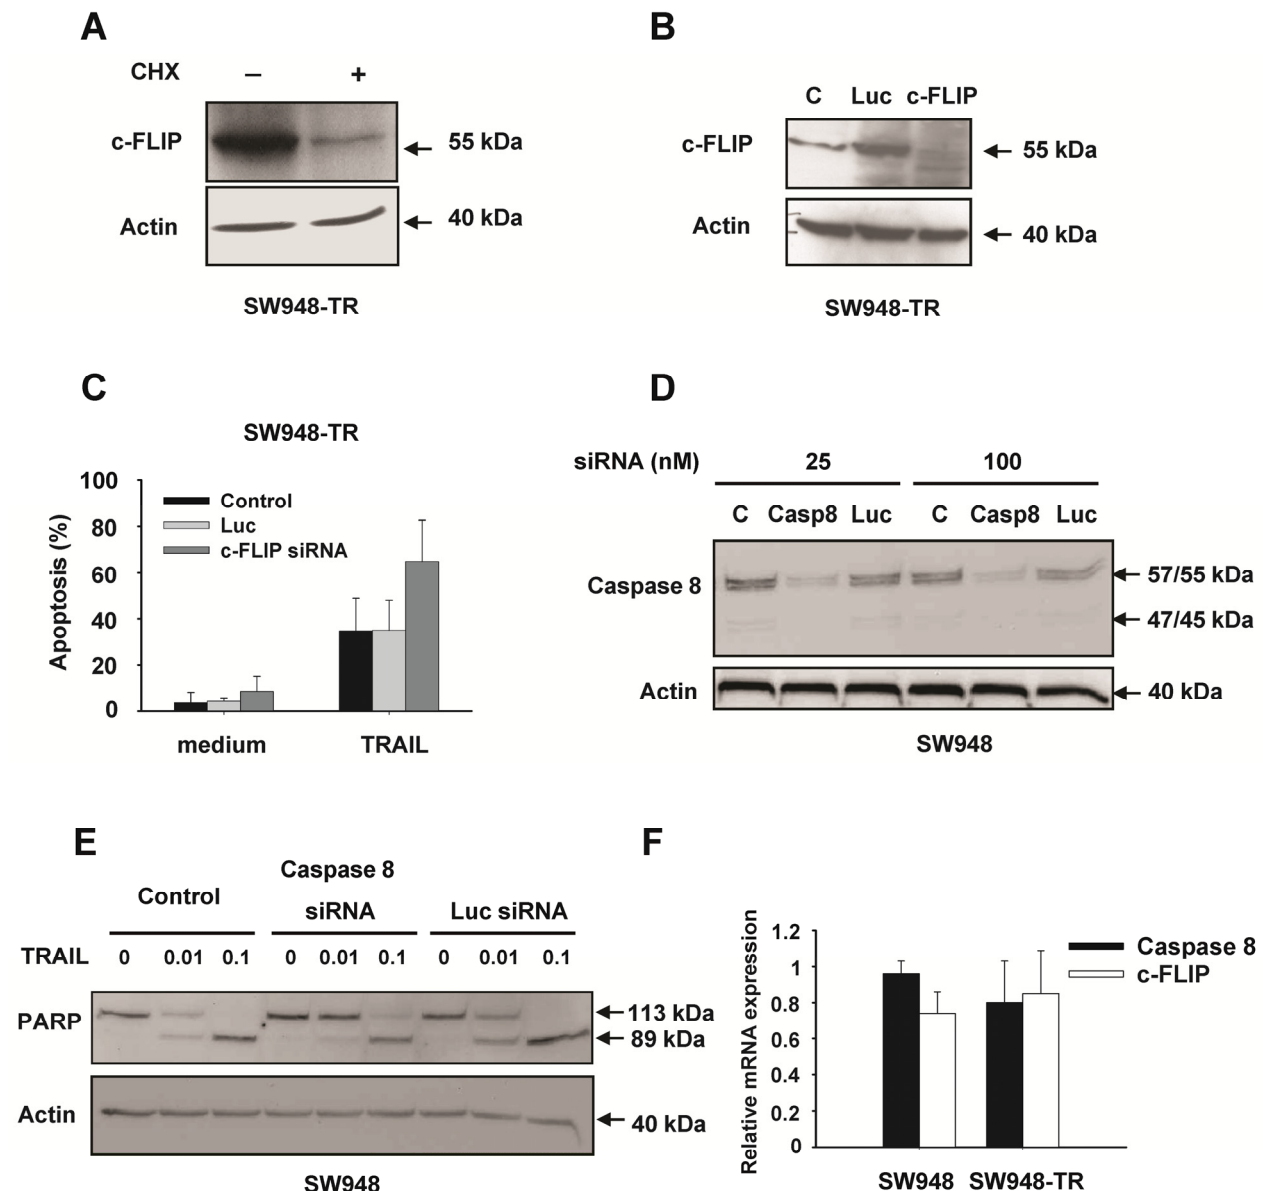 A
CHX – +
c-FLIP
55 kDa
Actin
40 kDa
SW948-TR
B
C Luc c-FLIP
c-FLIP
55 kDa
Actin
40 kDa
SW948-TR
C
SW948-TR
Apoptosis (%)
100
80
60
40
20
0
Control
Luc
c-FLIP siRNA
medium TRAIL
D
siRNA (nM) 25 100
C Casp8 Luc C Casp8 Luc
Caspase 8
57/55 kDa
47/45 kDa
Actin
40 kDa
SW948
E
Control
Caspase 8
siRNA
Luc siRNA
TRAIL 0 0.01 0.1 0 0.01 0.1 0 0.01 0.1
PARP
113 kDa
89 kDa
Actin
40 kDa
SW948
F
Relative mRNA expression
1.2
1
0.8
0.6
0.4
0.2
0
Caspase 8
c-FLIP
SW948 SW948-TR